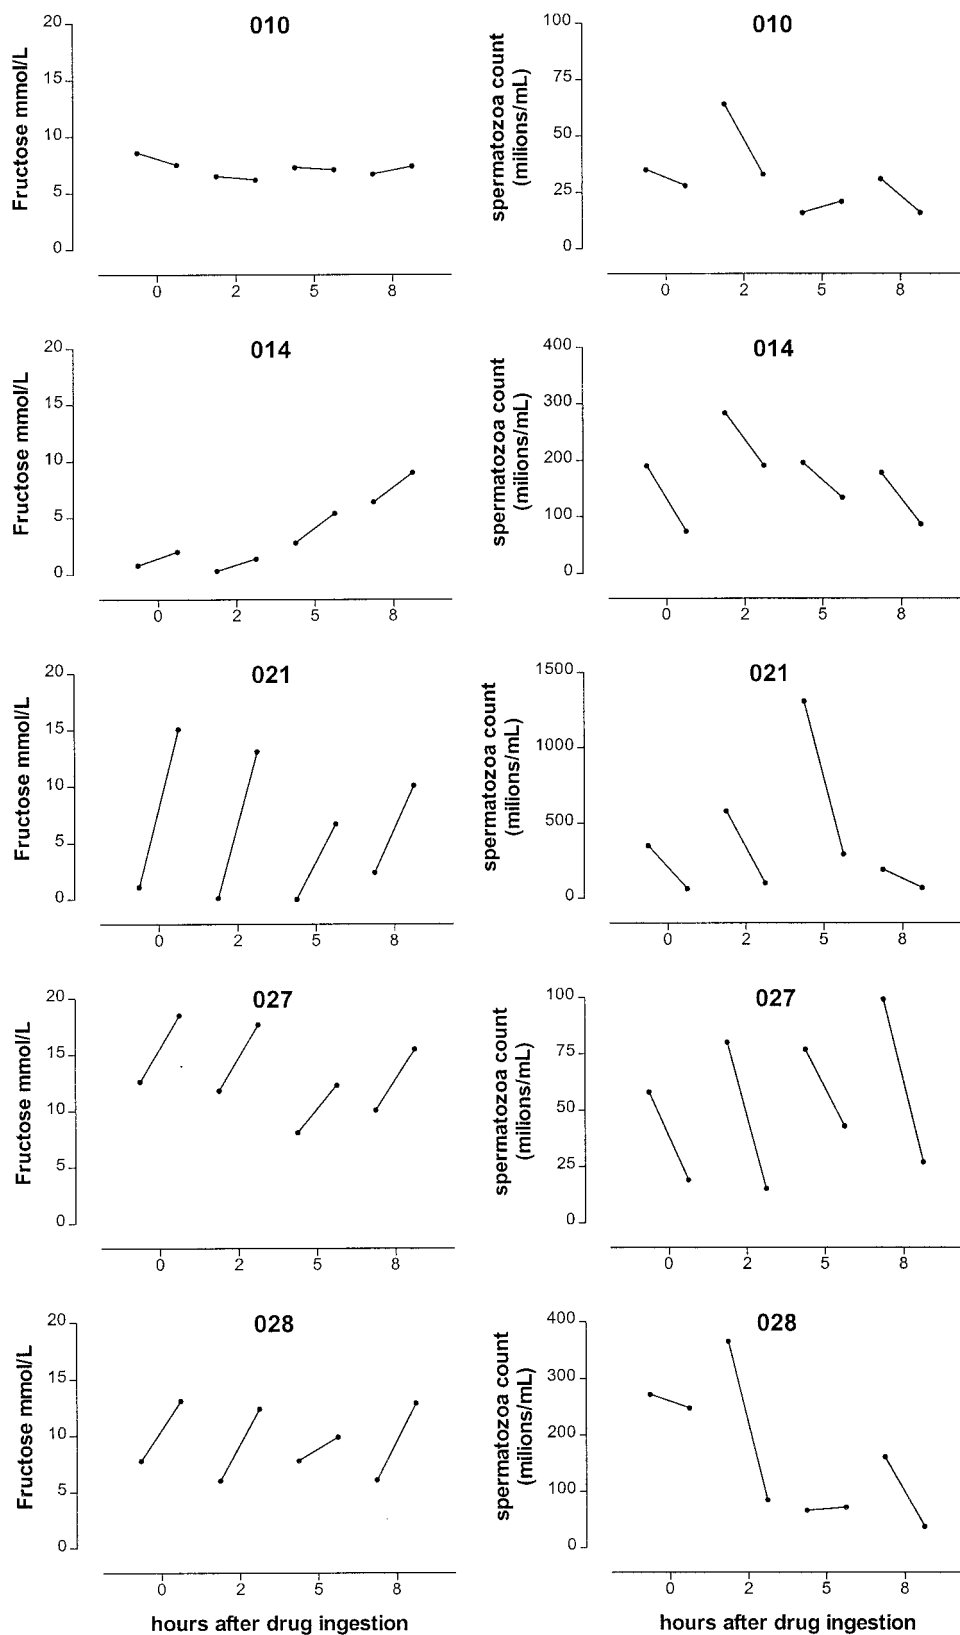 010
Fructose mmol/L
20
15
10
5
0
0 2 5 8
010
spermatozoa count
(milions/mL)
100
75
50
25
0
0 2 5 8
014
Fructose mmol/L
20
15
10
5
0
0 2 5 8
014
spermatozoa count
(milions/mL)
400
300
200
100
0
0 2 5 8
021
Fructose mmol/L
20
15
10
5
0
0 2 5 8
021
spermatozoa count
(milions/mL)
1500
1000
500
0
0 2 5 8
027
Fructose mmol/L
20
15
10
5
0
0 2 5 8
027
spermatozoa count
(milions/mL)
100
75
50
25
0
0 2 5 8
028
Fructose mmol/L
20
15
10
5
0
0 2 5 8
hours after drug ingestion
028
spermatozoa count
(milions/mL)
400
300
200
100
0
0 2 5 8
hours after drug ingestion